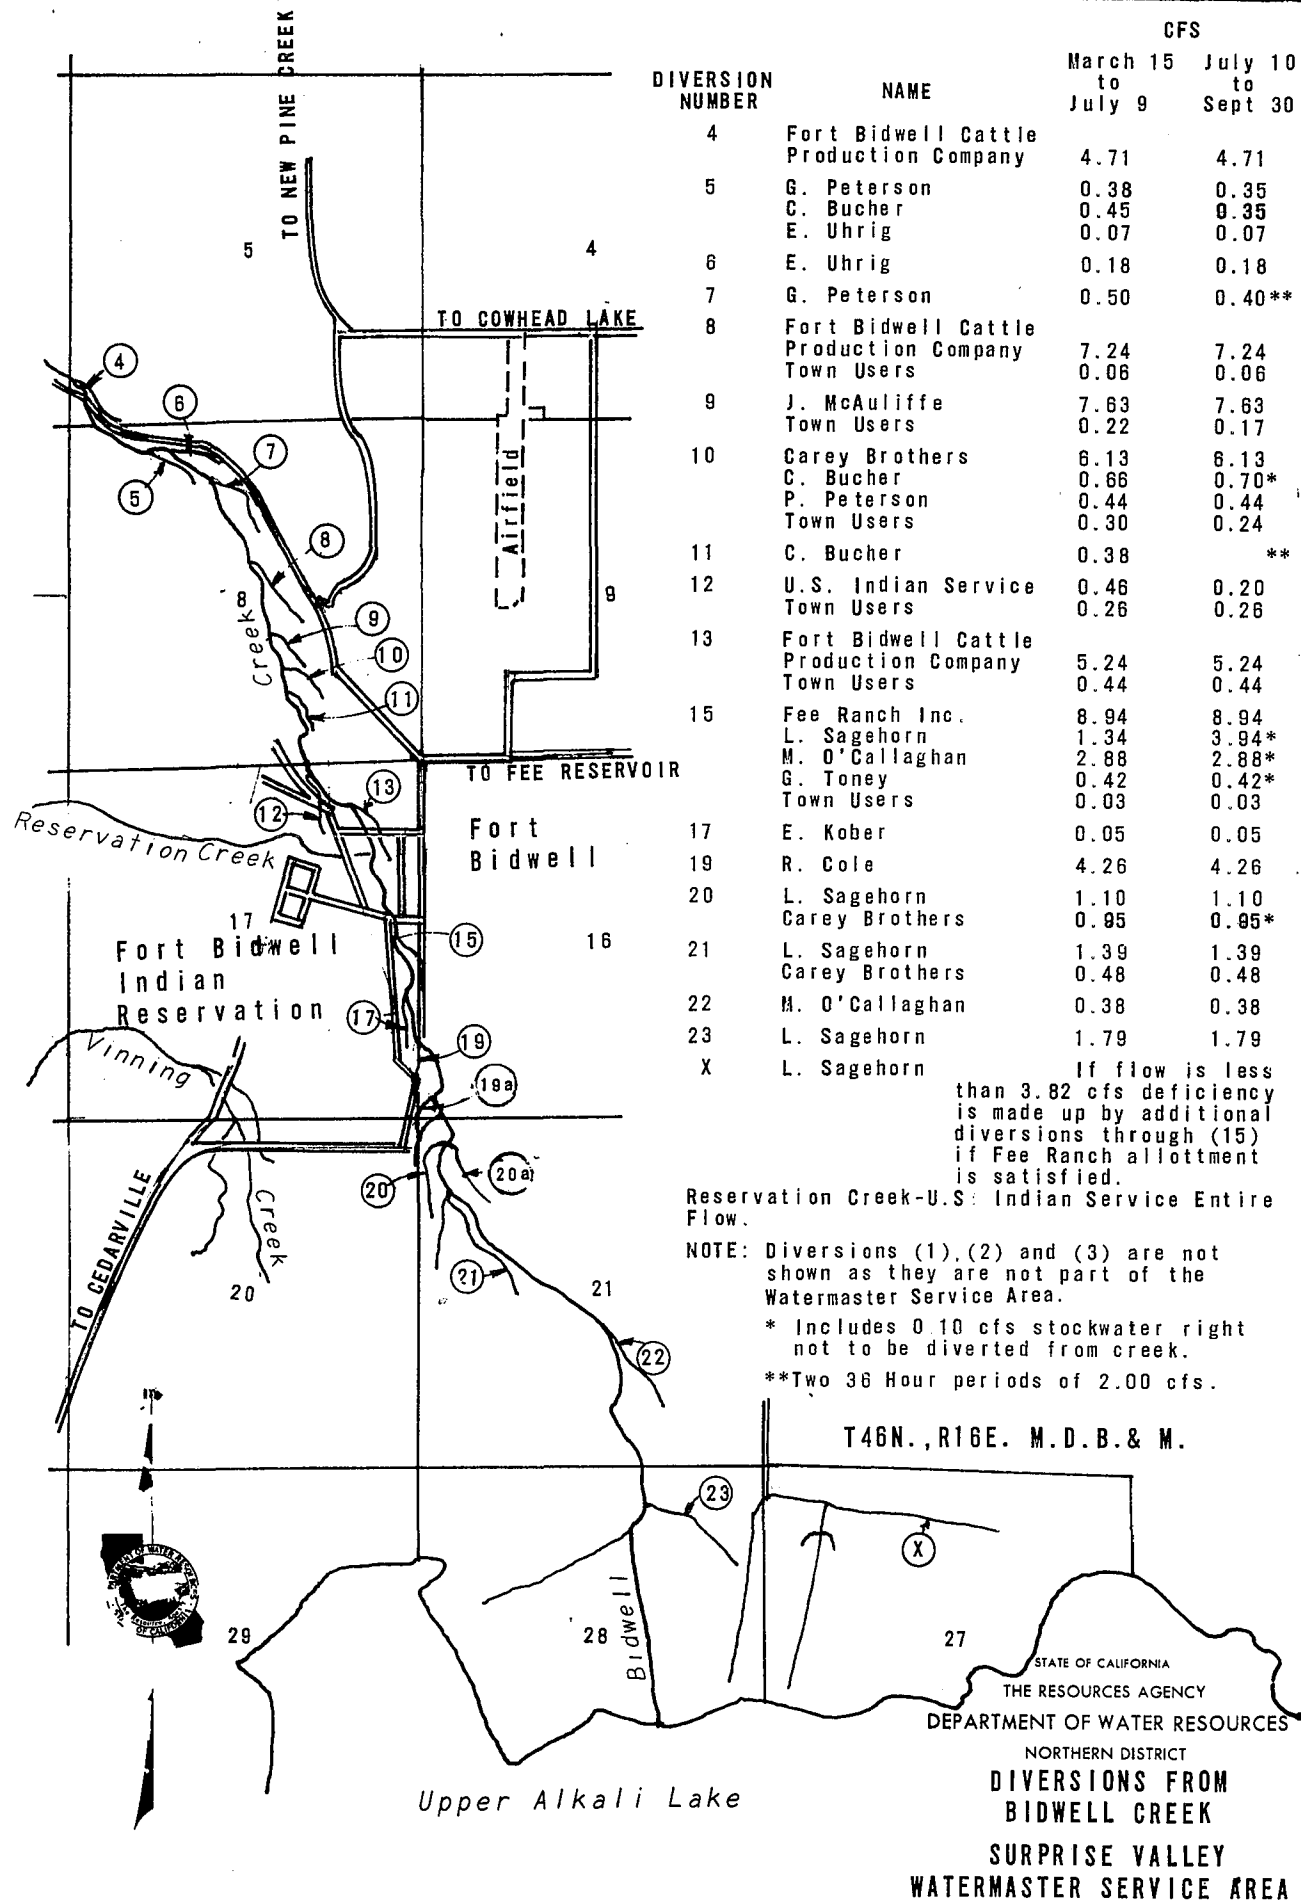 CFS
March 15 July 10
DIVERSION NAME to to
NUMBER July 9 Sept 30
4 Fort Bidwell Cattle
Production Company 4.71 4.71
5 G. Peterson 0.38 0.35
C. Bucher 0.45 0.35
E. Uhrig 0.07 0.07
6 E. Uhrig 0.18 0.18
7 G. Peterson 0.50 0.40**
8 Fort Bidwell Cattle
Production Company 7.24 7.24
Town Users 0.06 0.06
9 J. McAuliffe 7.63 7.63
Town Users 0.22 0.17
10 Carey Brothers 6.13 6.13
C. Bucher 0.66 0.70*
P. Peterson 0.44 0.44
Town Users 0.30 0.24
11 C. Bucher 0.38 **
12 U.S. Indian Service 0.46 0.20
Town Users 0.26 0.26
13 Fort Bidwell Cattle
Production Company 5.24 5.24
Town Users 0.44 0.44
15 Fee Ranch Inc. 8.94 8.94
L. Sagehorn 1.34 3.94*
M. O'Callaghan 2.88 2.88*
G. Toney 0.42 0.42*
Town Users 0.03 0.03
17 E. Kober 0.05 0.05
19 R. Cole 4.26 4.26
20 L. Sagehorn 1.10 1.10
Carey Brothers 0.95 0.95*
21 L. Sagehorn 1.39 1.39
Carey Brothers 0.48 0.48
22 M. O'Callaghan 0.38 0.38
23 L. Sagehorn 1.79 1.79
X L. Sagehorn If flow is less
than 3.82 cfs deficiency
is made up by additional
diversions through (15)
if Fee Ranch allottment
is satisfied.
Reservation Creek-U.S. Indian Service Entire
Flow.
NOTE: Diversions (1),(2) and (3) are not
shown as they are not part of the
Watermaster Service Area.
* Includes 0.10 cfs stockwater right
not to be diverted from creek.
**Two 36 Hour periods of 2.00 cfs.
T46N.,R16E. M.D.B.& M.
TO NEW PINE CREEK
5
4
TO COWHEAD LAKE
4
6
7
5
8
Airfield
8
9
9
Creek
10
11
TO FEE RESERVOIR
13
12
Reservation Creek
Fort
Bidwell
17
15
16
Fort Bidwell
Indian
Reservation
17
Vinning
19
19a
20
20a
Creek
TO CEDARVILLE
21
20
21
22
23
X
Bidwell
29
28
27
Upper Alkali Lake
STATE OF CALIFORNIA
THE RESOURCES AGENCY
DEPARTMENT OF WATER RESOURCES
NORTHERN DISTRICT
DIVERSIONS FROM
BIDWELL CREEK
SURPRISE VALLEY
WATERMASTER SERVICE AREA